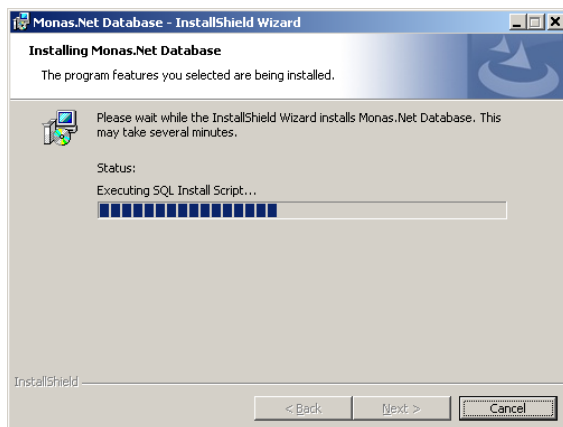 Monas.Net Database - InstallShield Wizard
Installing Monas.Net Database
The program features you selected are being installed.
Please wait while the InstallShield Wizard installs Monas.Net Database. This
may take several minutes.
Status:
Executing SQL Install Script...
InstallShield
< Back Next > Cancel